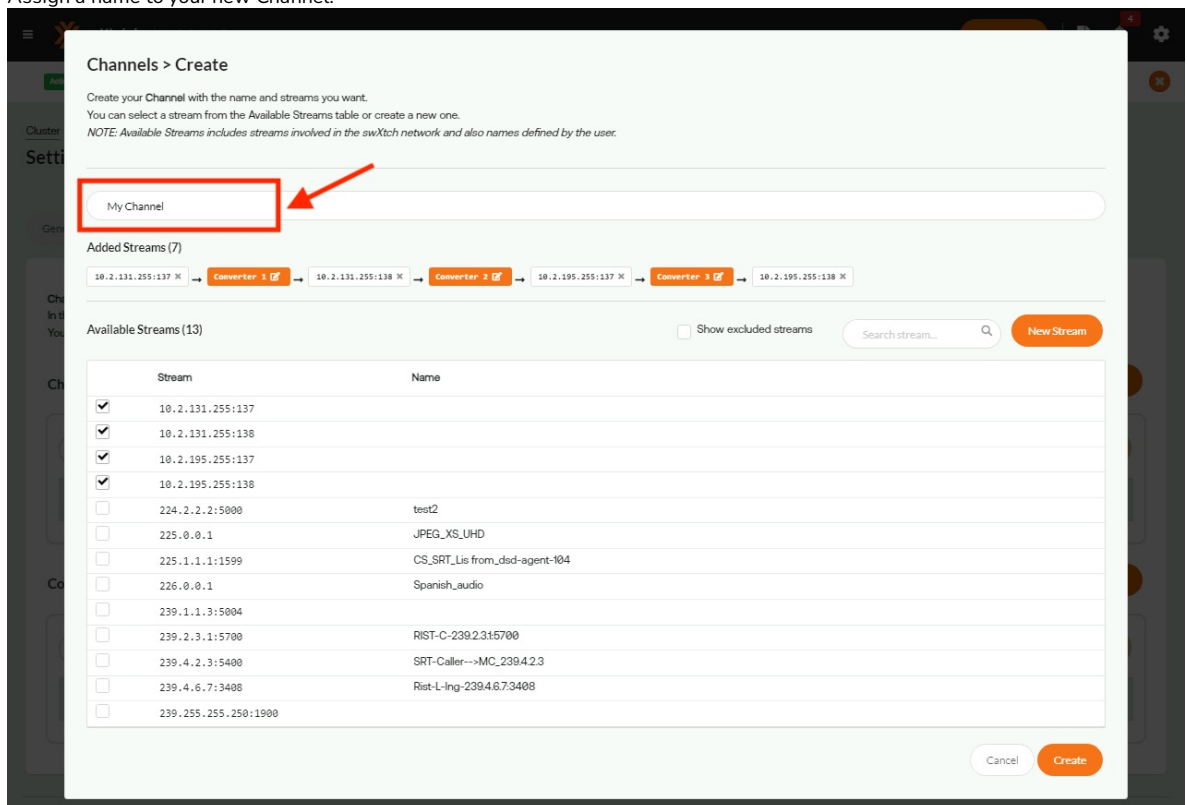 Assign a name to your new Channel.
4
Channels > Create
Create your Channel with the name and streams you want.
You can select a stream from the Available Streams table or create a new one.
NOTE: Available Streams includes streams involved in the swXtch network and also names defined by the user.
Cluster
Setti
My Channel
Gen
Added Streams (7)
10.2.131.255:137 × → Converter 1 → 10.2.131.255:138 × → Converter 2 → 10.2.195.255:137 × → Converter 3 → 10.2.195.255:138 ×
Cha
In t
You
Available Streams (13) Show excluded streams Search stream... New Stream
Stream Name
Ch
10.2.131.255:137
10.2.131.255:138
10.2.195.255:137
10.2.195.255:138
224.2.2.2:5000 test2
225.0.0.1 JPEG_XS_UHD
225.1.1.1:1599 CS_SRT_Lis from_dsd-agent-104
Co
226.0.0.1 Spanish_audio
239.1.1.3:5004
239.2.3.1:5700 RIST-C-239.2.3.1:5700
239.4.2.3:5400 SRT-Caller-->MC_239.4.2.3
239.4.6.7:3408 Rist-L-Ing-239.4.6.7:3408
239.255.255.250:1900
Cancel Create